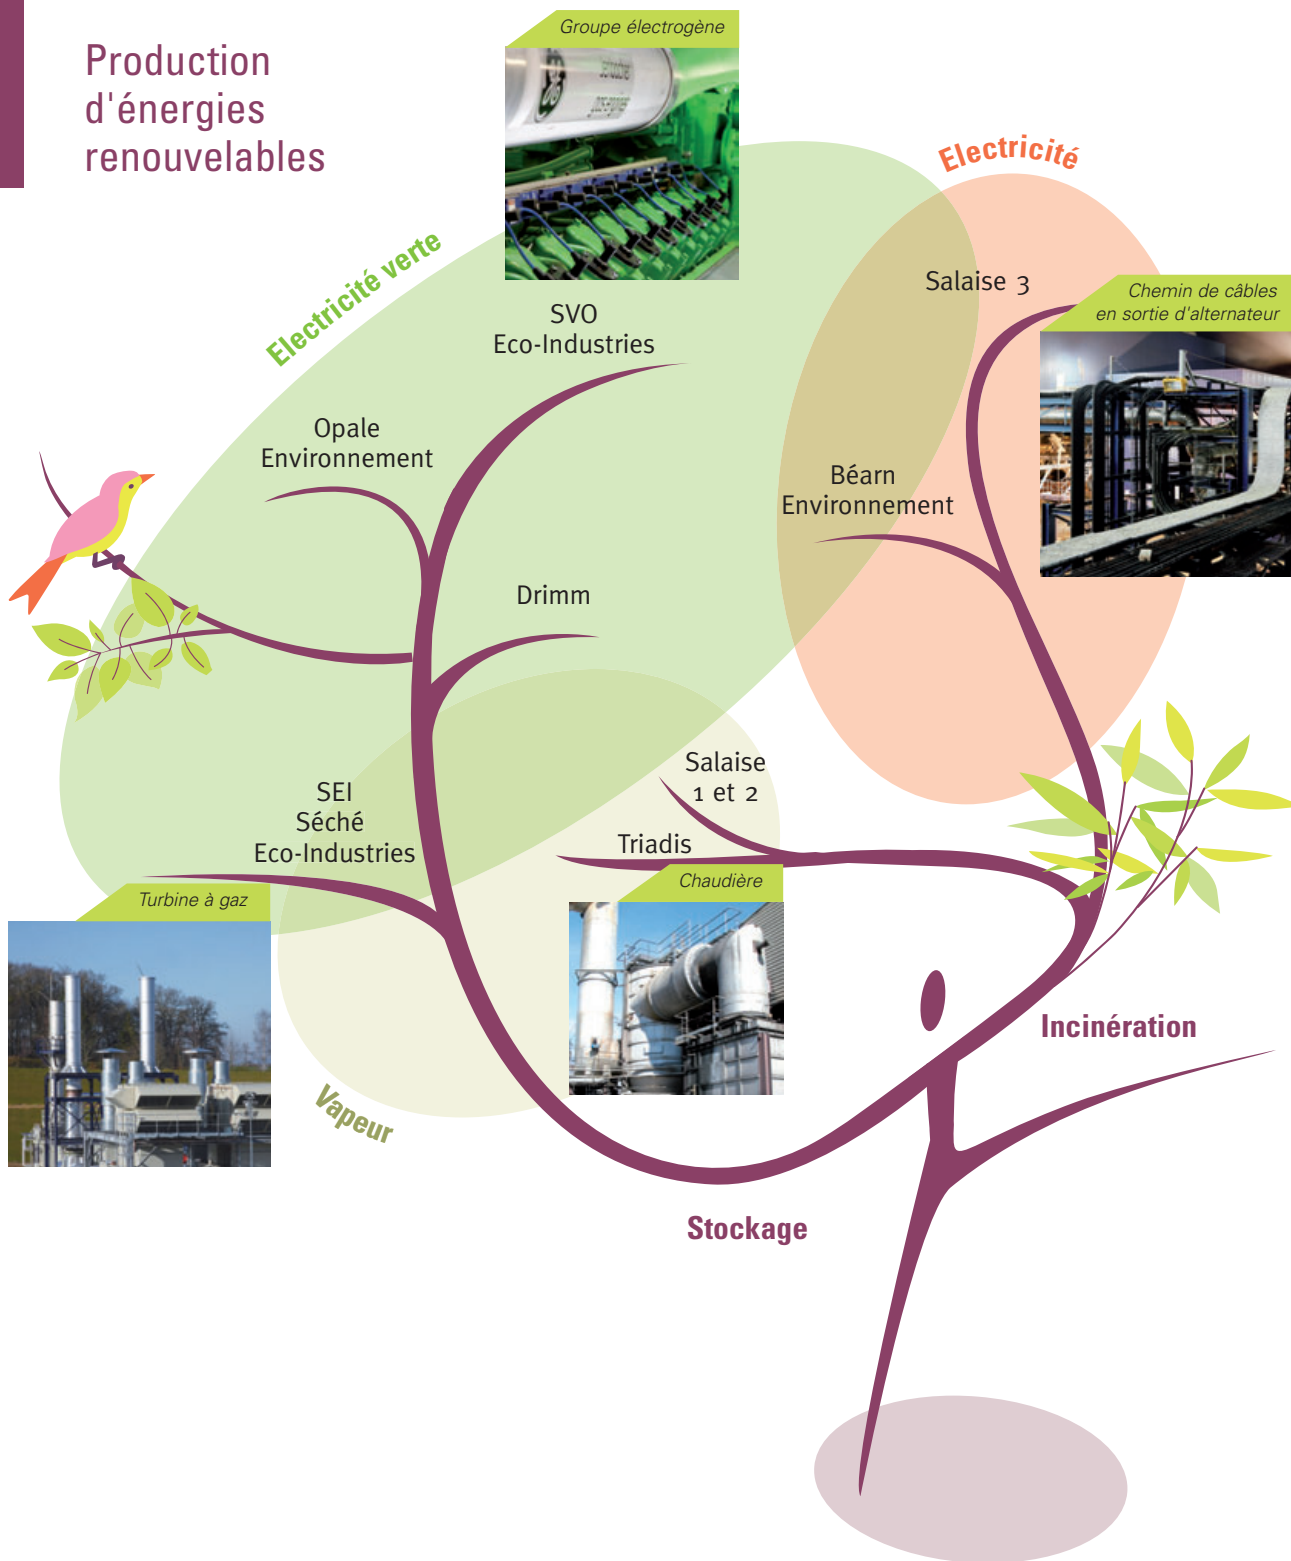 Production
d'énergies
renouvelables
Groupe électrogène
Electricité
Electricité verte
Salaise 3
Chemin de câbles
en sortie d'alternateur
SVO
Eco-Industries
Opale
Environnement
Béarn
Environnement
Drimm
Salaise
1 et 2
SEI
Séché
Eco-Industries
Triadis
Chaudière
Turbine à gaz
Incinération
Vapeur
Stockage